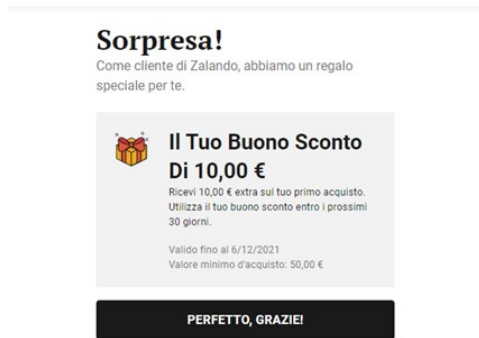 Sorpresa!
Come cliente di Zalando, abbiamo un regalo
speciale per te.
Il Tuo Buono Sconto
Di 10,00 €
Ricevi 10,00 € extra sul tuo primo acquisto.
Utilizza il tuo buono sconto entro i prossimi
30 giorni.
Valido fino al 6/12/2021
Valore minimo d'acquisto: 50,00 €
PERFETTO, GRAZIE!